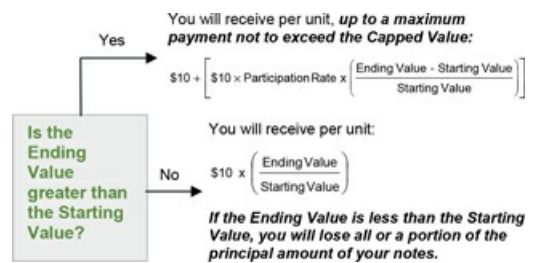 You will receive per unit, up to a maximum
payment not to exceed the Capped Value:
Yes
$10 + [ $10 × Participation Rate x ( Ending Value - Starting Value / Starting Value ) ]
Is the
Ending
Value
greater than
the Starting
Value?
No
You will receive per unit:
$10 x ( Ending Value / Starting Value )
If the Ending Value is less than the Starting
Value, you will lose all or a portion of the
principal amount of your notes.